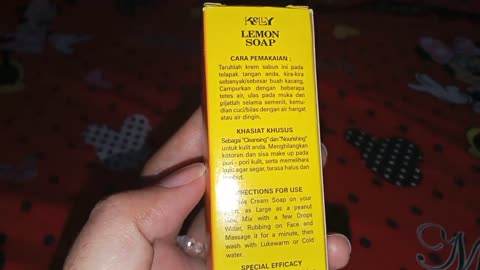 KELLY
LEMON
SOAP
CARA PEMAKAIAN :
Taruhlah krem sabun ini pada
telapak tangan anda, kira-kira
sebanyak/sebesar buah kacang,
Campurkan dengan beberapa
tetes air, ulas pada muka dan
pijatlah selama semenit, kemu-
dian cuci/bilas dengan air hangat
atau air dingin.
KHASIAT KHUSUS
Sebagai "Cleansing" dan "Nourishing"
untuk kulit anda. Menghilangkan
kotoran dan sisa make up pada
pori - pori kulit, serta memelihara
kulit agar segar, terasa halus dan
DIRECTIONS FOR USE
Cream Soap on your
as Large as a peanut
Mix with a few Drops
Water, Rubbing on Face and
Massage it for a minute, then
wash with Lukewarm or Cold
water.
SPECIAL EFFICACY
M